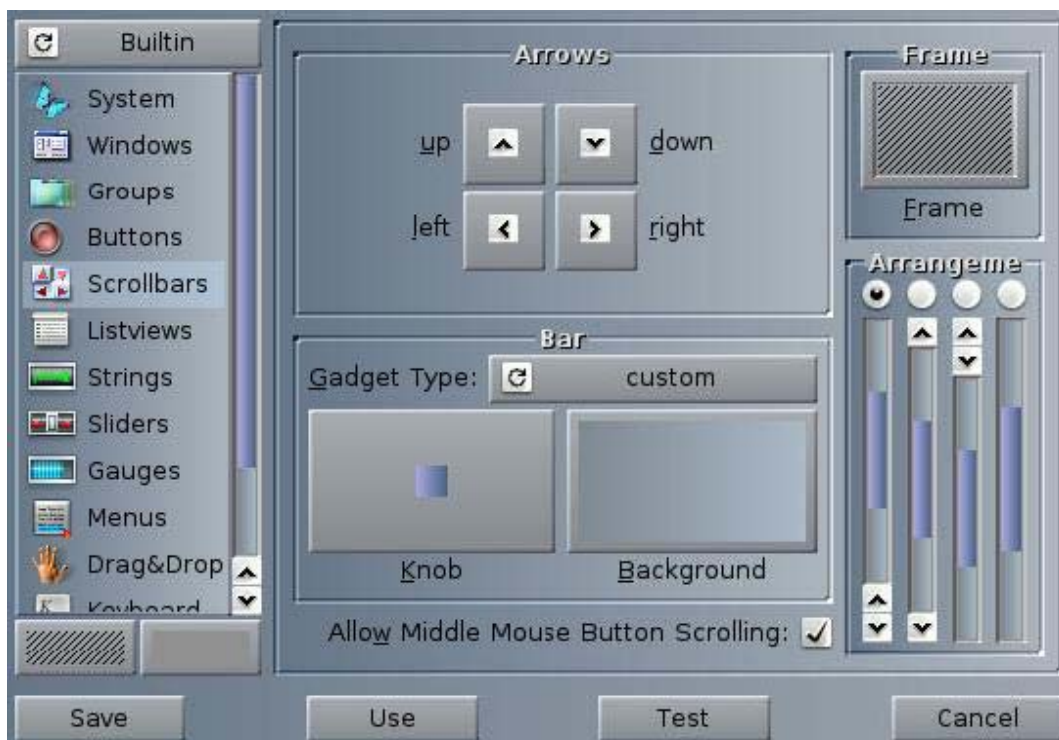 Builtin
System
Windows
Groups
Buttons
Scrollbars
Listviews
Strings
Sliders
Gauges
Menus
Drag&Drop
Keyboard
Arrows
up
down
left
right
Frame
Frame
Arrangeme
Bar
Gadget Type:
custom
Knob
Background
Allow Middle Mouse Button Scrolling:
Save
Use
Test
Cancel